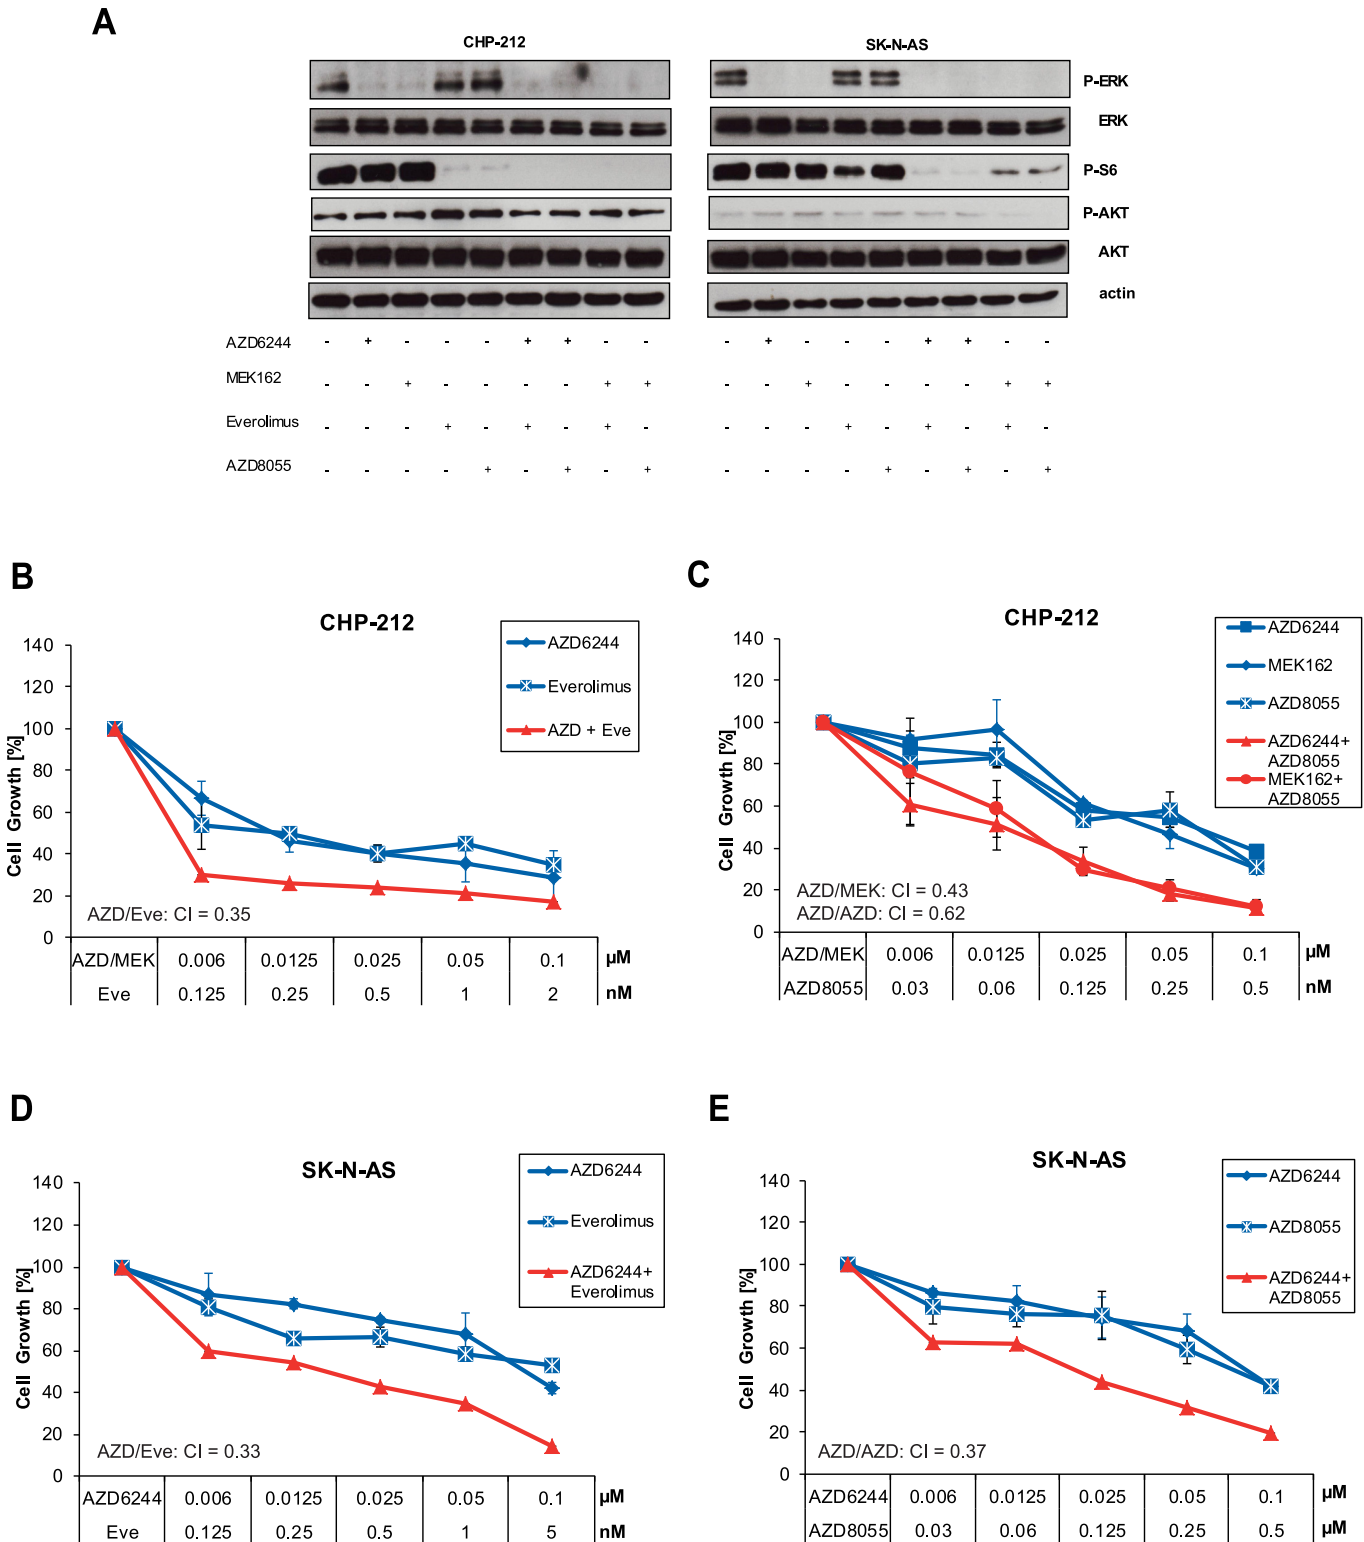 A
CHP-212
SK-N-AS
P-ERK
ERK
P-S6
P-AKT
AKT
actin
AZD6244 - + - - - + + - - - + - - - + + - -
MEK162 - - + - - - - + + - - + - - - - + +
Everolimus - - - + - + - + - - - - + - + - + -
AZD8055 - - - - + - + - + - - - - + - + - +
B
CHP-212
AZD6244
Everolimus
AZD + Eve
Cell Growth [%]
140
120
100
80
60
40
20
0
AZD/Eve: CI = 0.35
AZD/MEK 0.006 0.0125 0.025 0.05 0.1 µM
Eve 0.125 0.25 0.5 1 2 nM
C
CHP-212
AZD6244
MEK162
AZD8055
AZD6244+
AZD8055
MEK162+
AZD8055
Cell Growth [%]
140
120
100
80
60
40
20
0
AZD/MEK: CI = 0.43
AZD/AZD: CI = 0.62
AZD/MEK 0.006 0.0125 0.025 0.05 0.1 µM
AZD8055 0.03 0.06 0.125 0.25 0.5 nM
D
SK-N-AS
AZD6244
Everolimus
AZD6244+
Everolimus
Cell Growth [%]
140
120
100
80
60
40
20
0
AZD/Eve: CI = 0.33
AZD6244 0.006 0.0125 0.025 0.05 0.1 µM
Eve 0.125 0.25 0.5 1 5 nM
E
SK-N-AS
AZD6244
AZD8055
AZD6244+
AZD8055
Cell Growth [%]
140
120
100
80
60
40
20
0
AZD/AZD: CI = 0.37
AZD6244 0.006 0.0125 0.025 0.05 0.1 µM
AZD8055 0.03 0.06 0.125 0.25 0.5 µM